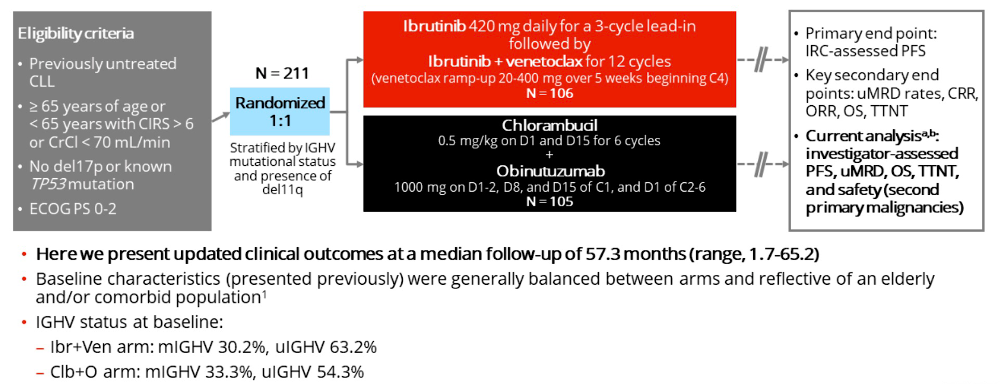 Eligibility criteria
• Previously untreated
CLL
• ≥ 65 years of age or
< 65 years with CIRS > 6
or CrCl < 70 mL/min
• No del17p or known
TP53 mutation
• ECOG PS 0-2
N = 211
Randomized
1:1
Stratified by IGHV
mutational status
and presence of
del11q
Ibrutinib 420 mg daily for a 3-cycle lead-in
followed by
Ibrutinib + venetoclax for 12 cycles
(venetoclax ramp-up 20-400 mg over 5 weeks beginning C4)
N = 106
Chlorambucil
0.5 mg/kg on D1 and D15 for 6 cycles
+
Obinutuzumab
1000 mg on D1-2, D8, and D15 of C1, and D1 of C2-6
N = 105
• Primary end point:
IRC-assessed PFS
• Key secondary end
points: uMRD rates, CRR,
ORR, OS, TTNT
• Current analysisᵃ,ᵇ:
investigator-assessed
PFS, uMRD, OS, TTNT,
and safety (second
primary malignancies)
• Here we present updated clinical outcomes at a median follow-up of 57.3 months (range, 1.7-65.2)
• Baseline characteristics (presented previously) were generally balanced between arms and reflective of an elderly
and/or comorbid population¹
• IGHV status at baseline:
– Ibr+Ven arm: mIGHV 30.2%, uIGHV 63.2%
– Clb+O arm: mIGHV 33.3%, uIGHV 54.3%